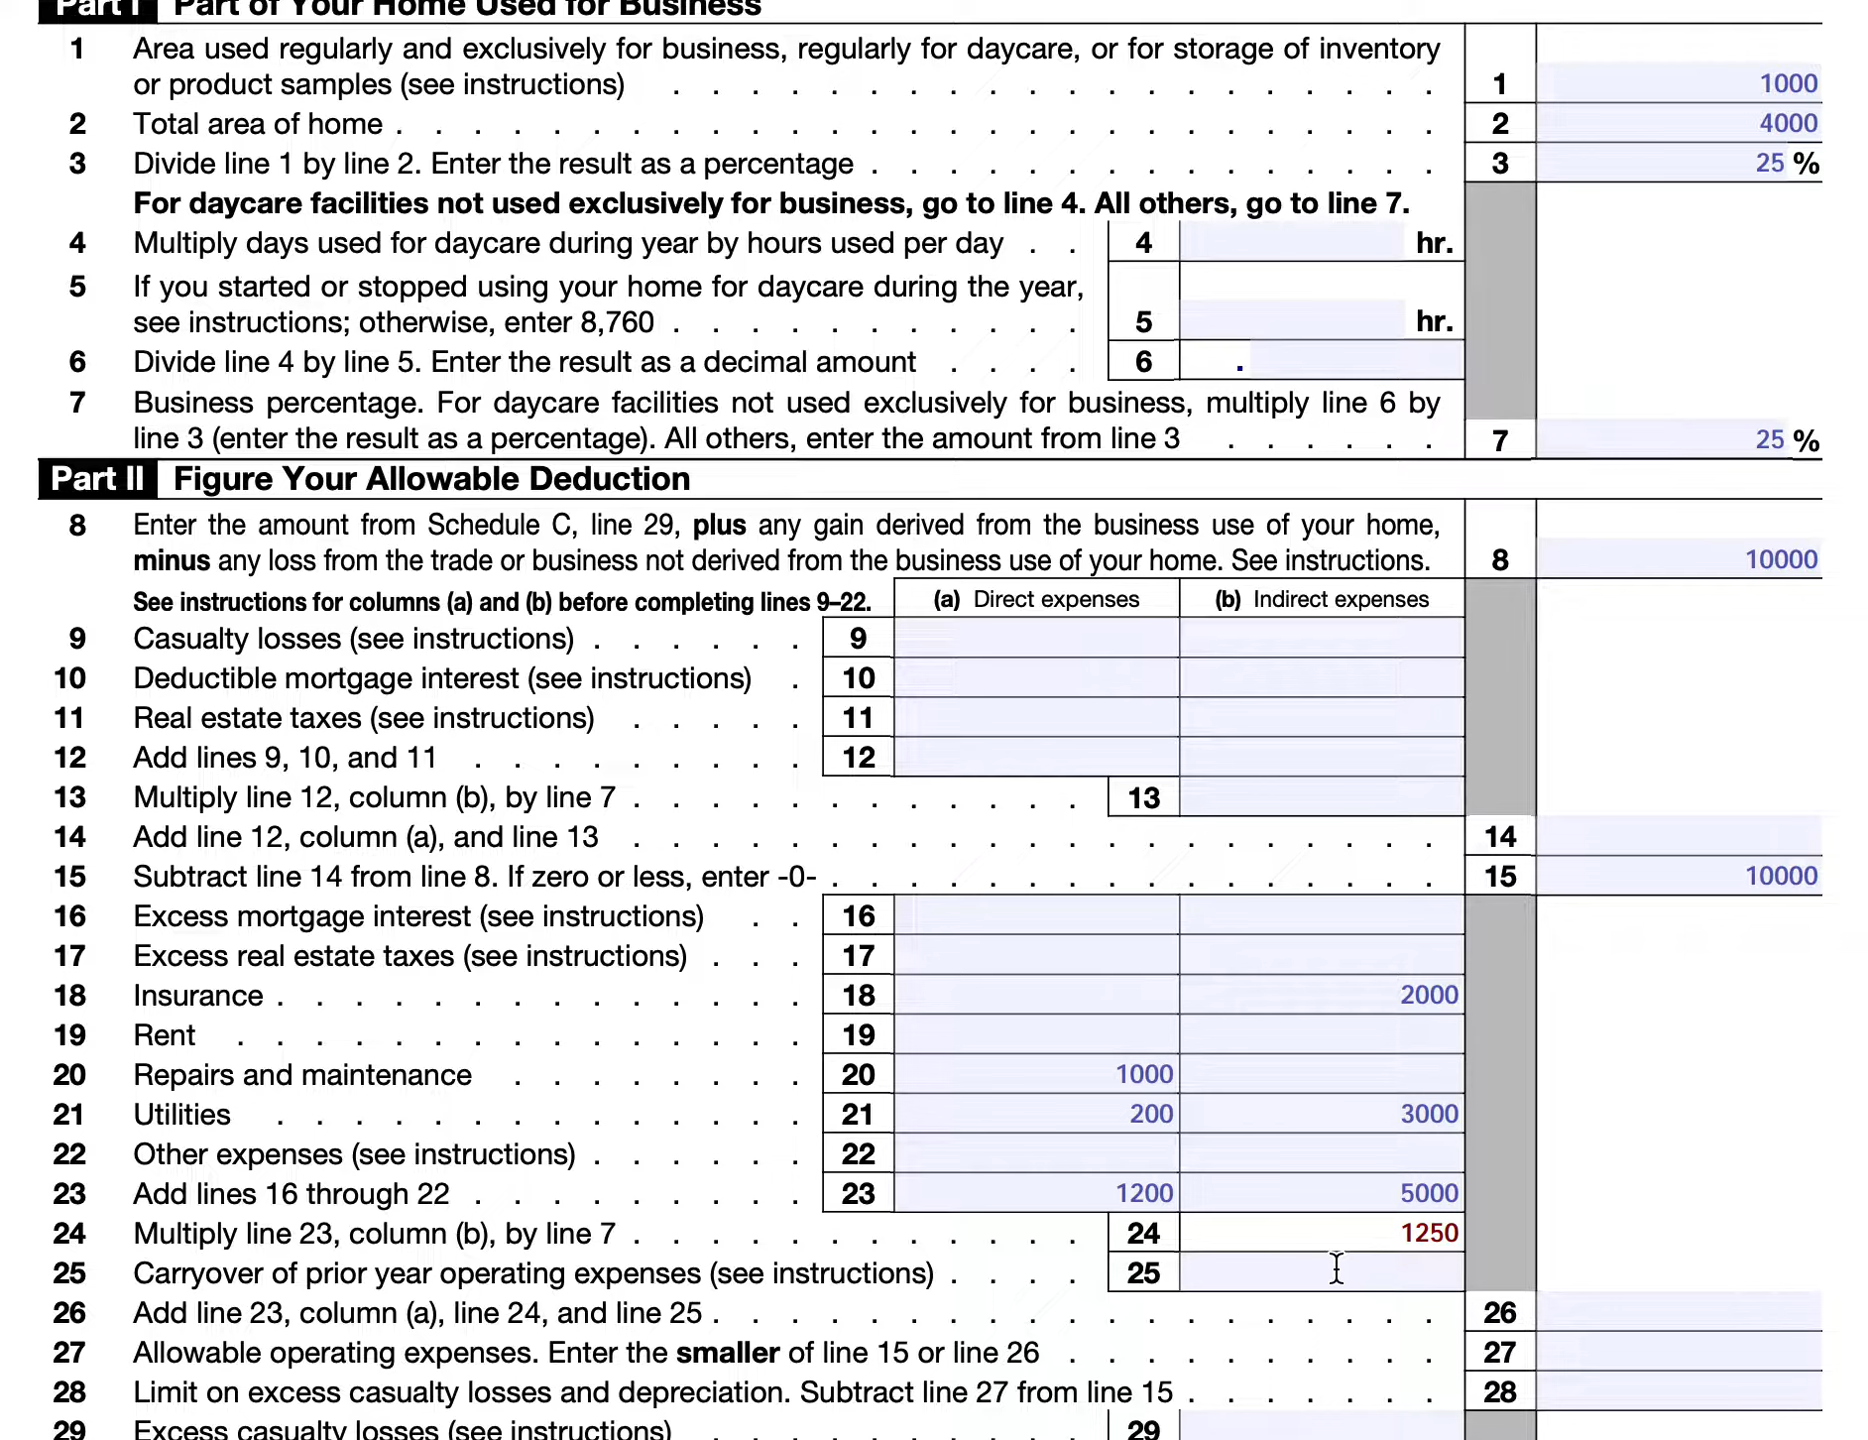 Part I Part of Your Home Used for Business
1 Area used regularly and exclusively for business, regularly for daycare, or for storage of inventory
or product samples (see instructions) . . . . . . . . . . . . . . . . . . . . 1 1000
2 Total area of home . . . . . . . . . . . . . . . . . . . . . . . . . . . 2 4000
3 Divide line 1 by line 2. Enter the result as a percentage . . . . . . . . . . . . . . . 3 25 %
For daycare facilities not used exclusively for business, go to line 4. All others, go to line 7.
4 Multiply days used for daycare during year by hours used per day . . 4 hr.
5 If you started or stopped using your home for daycare during the year,
see instructions; otherwise, enter 8,760 . . . . . . . . . . . 5 hr.
6 Divide line 4 by line 5. Enter the result as a decimal amount . . . . 6 .
7 Business percentage. For daycare facilities not used exclusively for business, multiply line 6 by
line 3 (enter the result as a percentage). All others, enter the amount from line 3 . . . . . . 7 25 %
Part II Figure Your Allowable Deduction
8 Enter the amount from Schedule C, line 29, plus any gain derived from the business use of your home,
minus any loss from the trade or business not derived from the business use of your home. See instructions. 8 10000
See instructions for columns (a) and (b) before completing lines 9–22. (a) Direct expenses (b) Indirect expenses
9 Casualty losses (see instructions) . . . . . . 9
10 Deductible mortgage interest (see instructions) . 10
11 Real estate taxes (see instructions) . . . . . 11
12 Add lines 9, 10, and 11 . . . . . . . . . 12
13 Multiply line 12, column (b), by line 7 . . . . . . . . . . . . 13
14 Add line 12, column (a), and line 13 . . . . . . . . . . . . . . . . . . . . . 14
15 Subtract line 14 from line 8. If zero or less, enter -0- . . . . . . . . . . . . . . . . 15 10000
16 Excess mortgage interest (see instructions) . . 16
17 Excess real estate taxes (see instructions) . . . 17
18 Insurance . . . . . . . . . . . . . . 18 2000
19 Rent . . . . . . . . . . . . . . . 19
20 Repairs and maintenance . . . . . . . . 20 1000
21 Utilities . . . . . . . . . . . . . . 21 200 3000
22 Other expenses (see instructions) . . . . . . 22
23 Add lines 16 through 22 . . . . . . . . . 23 1200 5000
24 Multiply line 23, column (b), by line 7 . . . . . . . . . . . . 24 1250
25 Carryover of prior year operating expenses (see instructions) . . . . 25
26 Add line 23, column (a), line 24, and line 25 . . . . . . . . . . . . . . . . . . . 26
27 Allowable operating expenses. Enter the smaller of line 15 or line 26 . . . . . . . . . . 27
28 Limit on excess casualty losses and depreciation. Subtract line 27 from line 15 . . . . . . . 28
29 Excess casualty losses (see instructions) . . . . . . . . . . . 29